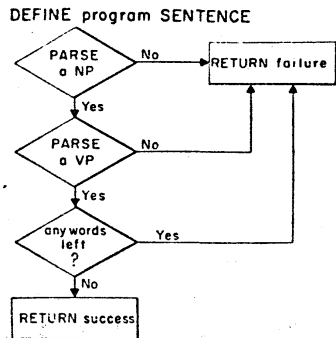 DEFINE program SENTENCE
PARSE
a NP
No
RETURN failure
Yes
PARSE
a VP
No
Yes
any words
left
?
Yes
No
RETURN success